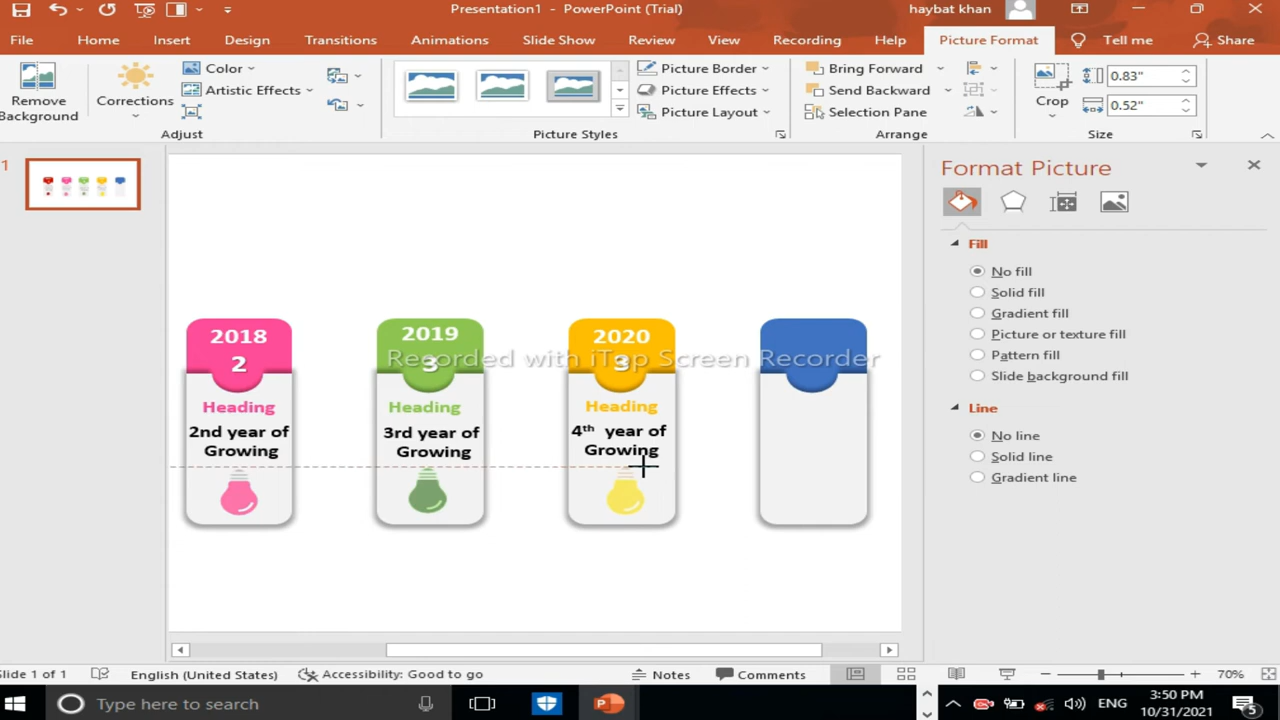 Presentation1 - PowerPoint (Trial)
haybat khan
File
Home
Insert
Design
Transitions
Animations
Slide Show
Review
View
Recording
Help
Picture Format
Tell me
Share
Remove
Background
Corrections
Color
Artistic Effects
Adjust
Picture Styles
Picture Border
Picture Effects
Picture Layout
Bring Forward
Send Backward
Selection Pane
Arrange
Crop
0.83"
0.52"
Size
1
Format Picture
Fill
No fill
Solid fill
Gradient fill
Picture or texture fill
Pattern fill
Slide background fill
Line
No line
Solid line
Gradient line
2018
2
Heading
2nd year of
Growing
2019
3
Heading
3rd year of
Growing
2020
3
Heading
4th year of
Growing
Recorded with iTop Screen Recorder
Slide 1 of 1
English (United States)
Accessibility: Good to go
Notes
Comments
70%
Type here to search
ENG
3:50 PM
10/31/2021
5